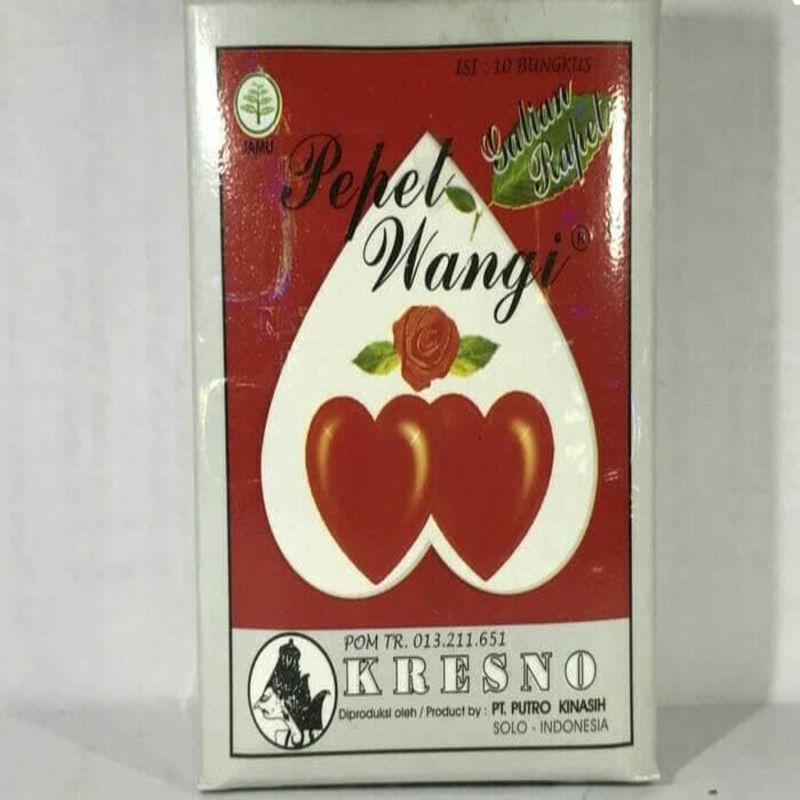 ISI : 10 BUNGKUS
JAMU
Galian
Rapet
Pepet
Wangi®
POM TR. 013.211.651
KRESNO
Diproduksi oleh / Product by : PT. PUTRO KINASIH
SOLO - INDONESIA